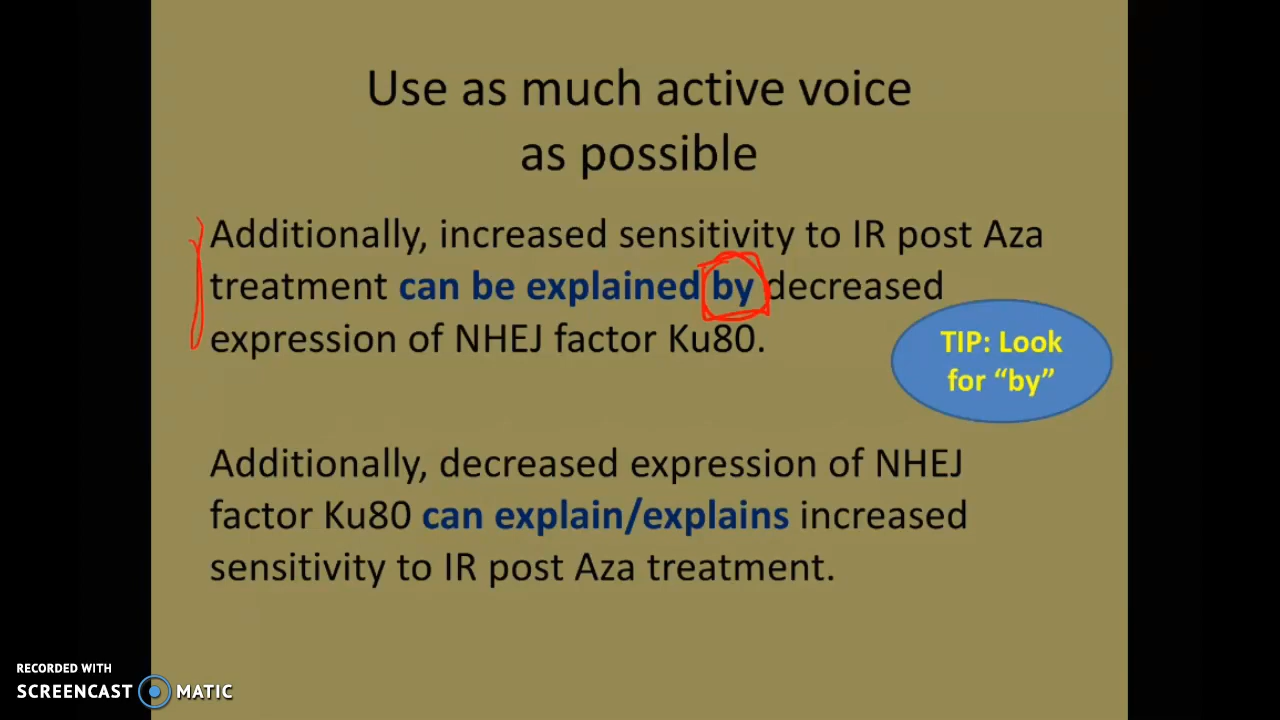 Use as much active voice
as possible
Additionally, increased sensitivity to IR post Aza
treatment can be explained by decreased
expression of NHEJ factor Ku80.
TIP: Look
for “by”
Additionally, decreased expression of NHEJ
factor Ku80 can explain/explains increased
sensitivity to IR post Aza treatment.
RECORDED WITH
SCREENCAST MATIC